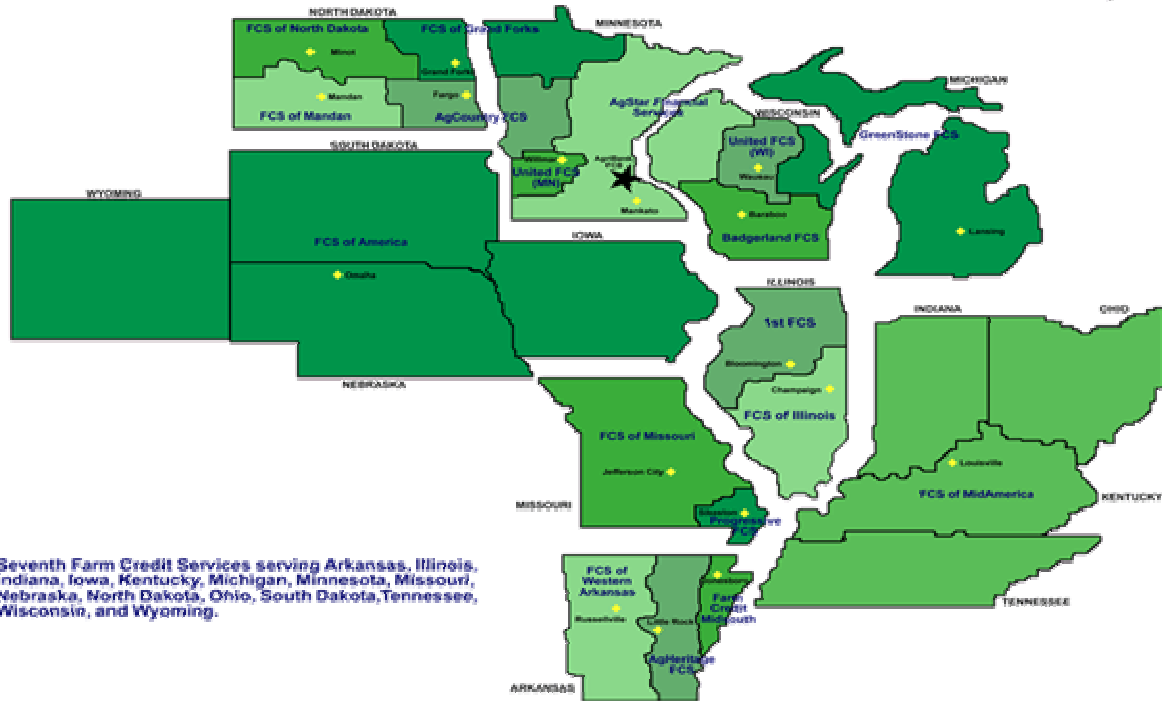 NORTH DAKOTA
MINNESOTA
FCS of North Dakota
FCS of Grand Forks
Minot
Grand Forks
Mandan
Fargo
FCS of Mandan
AgCountry FCS
AgStar Financial
Services
MICHIGAN
WISCONSIN
GreenStone FCS
United FCS
(WI)
Wausau
SOUTH DAKOTA
Willmar
United FCS
(MN)
AgriBank
FCB
Mankato
Baraboo
Badgerland FCS
Lansing
WYOMING
FCS of America
IOWA
Omaha
ILLINOIS
1st FCS
INDIANA
OHIO
Bloomington
Champaign
NEBRASKA
FCS of Illinois
FCS of Missouri
Jefferson City
Louisville
FCS of MidAmerica
KENTUCKY
MISSOURI
Sikeston
Progressive
FCS
Seventh Farm Credit Services serving Arkansas, Illinois,
Indiana, Iowa, Kentucky, Michigan, Minnesota, Missouri,
Nebraska, North Dakota, Ohio, South Dakota,Tennessee,
Wisconsin, and Wyoming.
FCS of
Western
Arkansas
Jonesboro
Farm
Credit
Midsouth
Russellville
Little Rock
TENNESSEE
AgHeritage
FCS
ARKANSAS